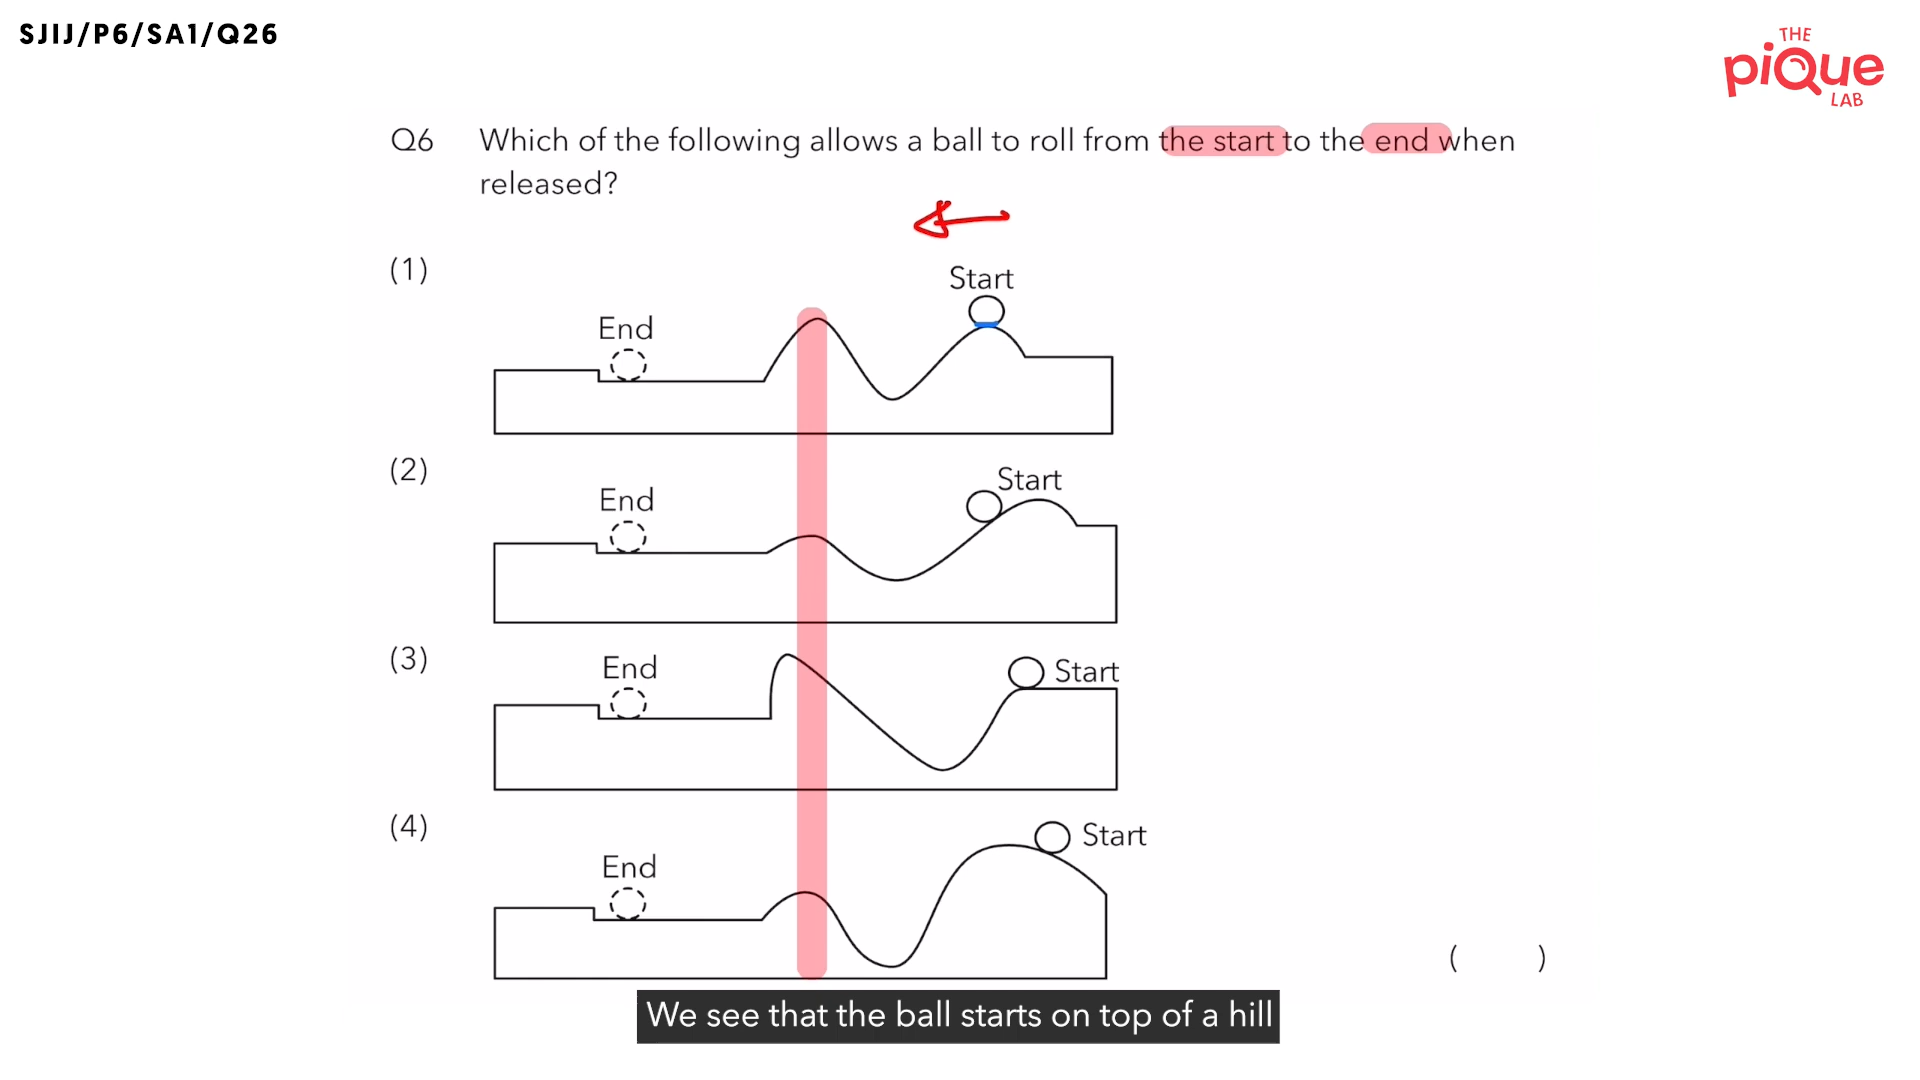 SJIJ/P6/SA1/Q26
THE
piQue
LAB
Q6 Which of the following allows a ball to roll from the start to the end when
released?
(1)
Start
End
(2)
Start
End
(3)
End
Start
(4)
Start
End
( )
We see that the ball starts on top of a hill